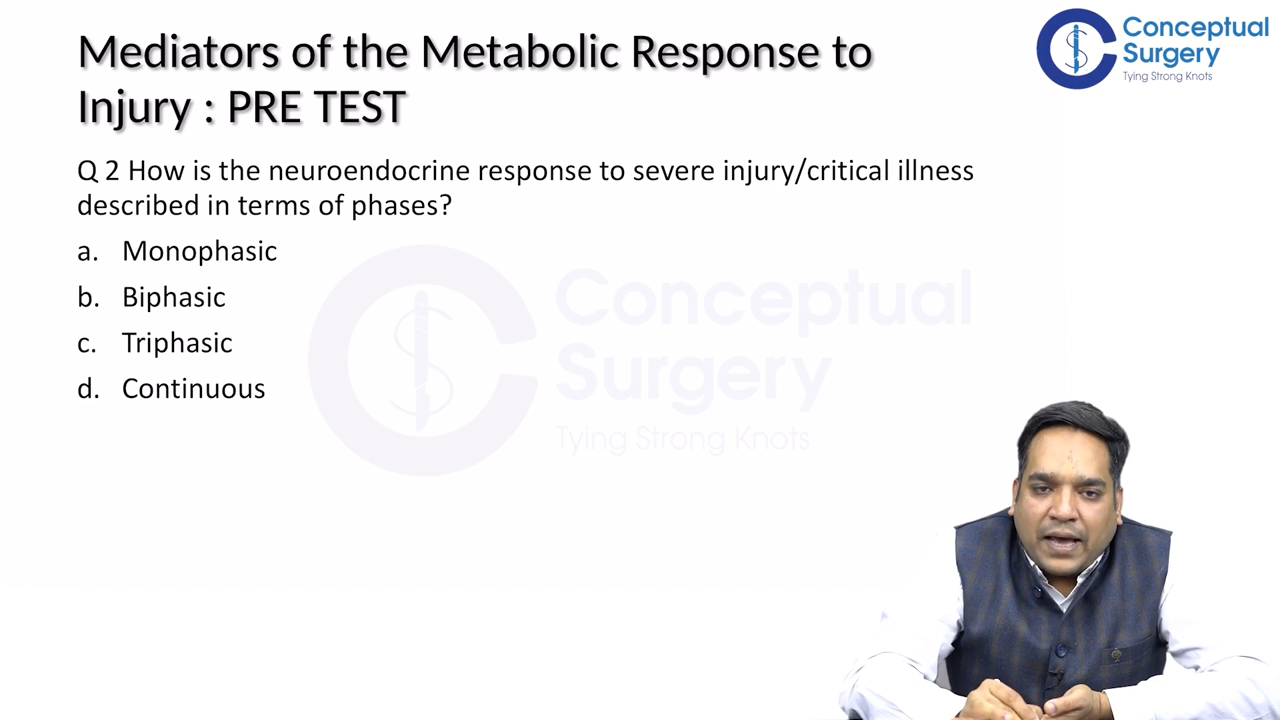 Mediators of the Metabolic Response to
Injury : PRE TEST
Conceptual
Surgery
Tying Strong Knots
Q 2 How is the neuroendocrine response to severe injury/critical illness
described in terms of phases?
a. Monophasic
b. Biphasic
c. Triphasic
d. Continuous
Conceptual
Surgery
Tying Strong Knots